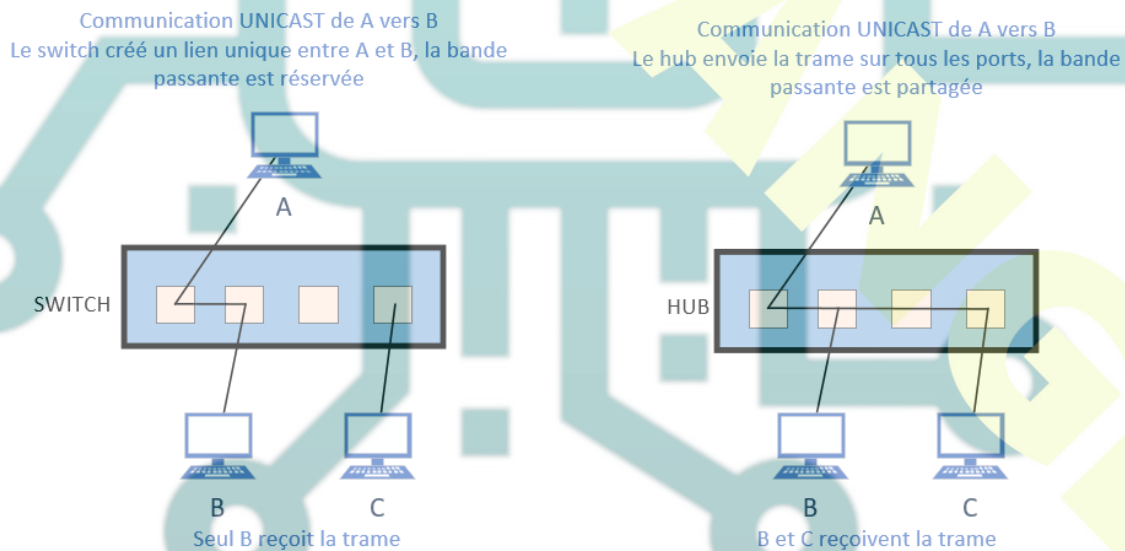 Communication UNICAST de A vers B
Le switch créé un lien unique entre A et B, la bande
passante est réservée
A
SWITCH
B
C
Seul B reçoit la trame
Communication UNICAST de A vers B
Le hub envoie la trame sur tous les ports, la bande
passante est partagée
A
HUB
B
C
B et C reçoivent la trame